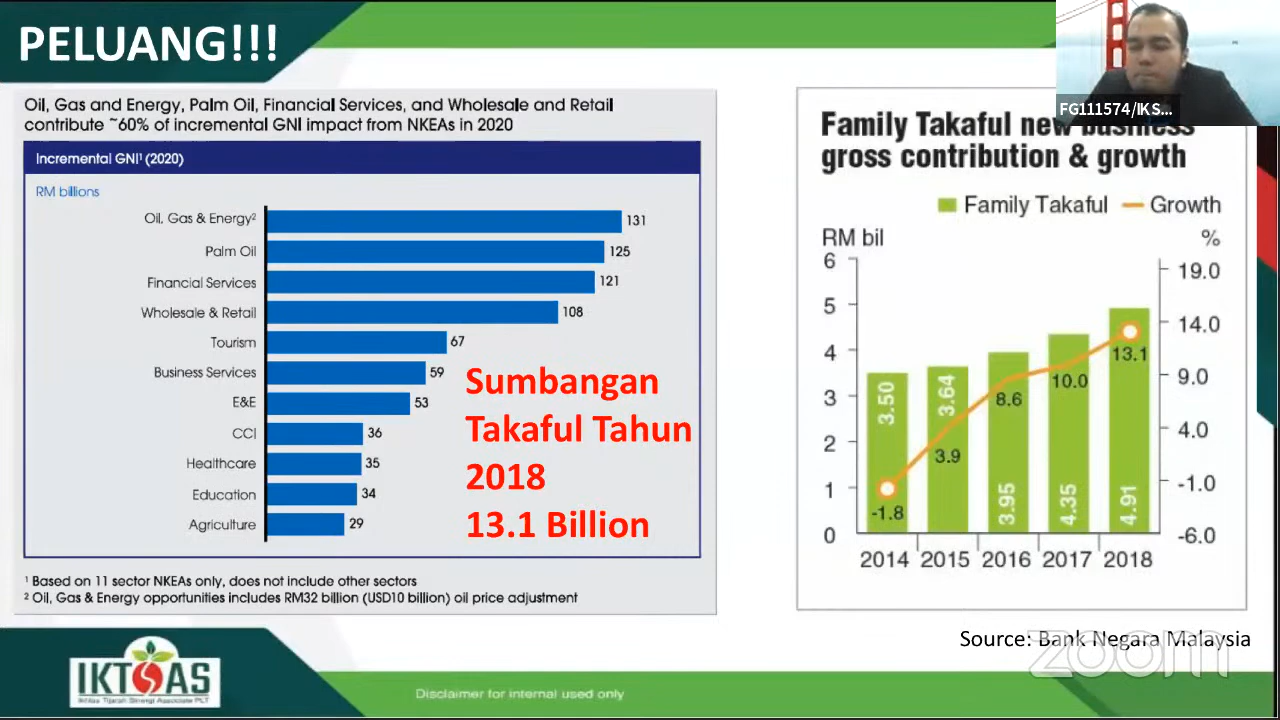 PELUANG!!!
FG111574/IKS...
Oil, Gas and Energy, Palm Oil, Financial Services, and Wholesale and Retail
contribute ~60% of incremental GNI impact from NKEAs in 2020
Incremental GNI¹ (2020)
RM billions
Oil, Gas & Energy² 131
Palm Oil 125
Financial Services 121
Wholesale & Retail 108
Tourism 67
Business Services 59
E&E 53
CCI 36
Healthcare 35
Education 34
Agriculture 29
Sumbangan
Takaful Tahun
2018
13.1 Billion
¹ Based on 11 sector NKEAs only, does not include other sectors
² Oil, Gas & Energy opportunities includes RM32 billion (USD10 billion) oil price adjustment
Family Takaful new business
gross contribution & growth
Family Takaful Growth
RM bil %
6 19.0
5 14.0
4 9.0
3 4.0
2 -1.0
1 -6.0
0
3.50 3.64 3.95 4.35 4.91
-1.8 3.9 8.6 10.0 13.1
2014 2015 2016 2017 2018
Source: Bank Negara Malaysia
zoom
IKTSAS
Ikhlas Tijarah Sinergi Associate PLT
Disclaimer for internal used only